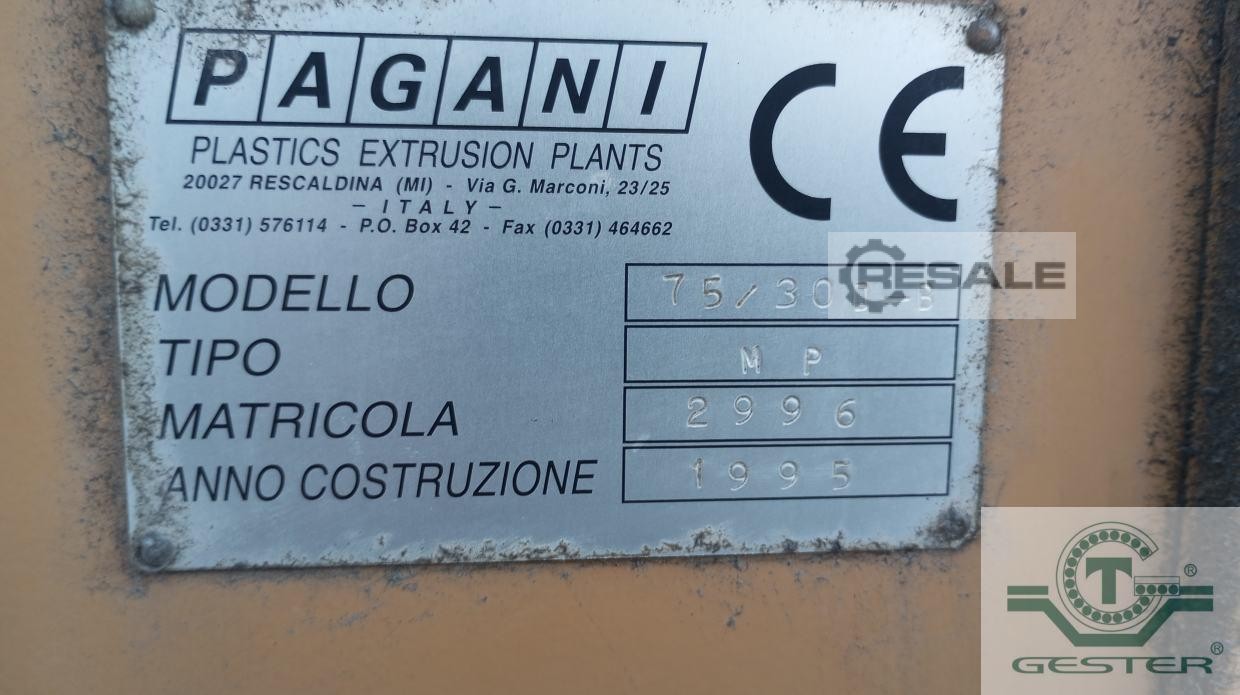 PAGANI
CE
PLASTICS EXTRUSION PLANTS
20027 RESCALDINA (MI) - Via G. Marconi, 23/25
- ITALY -
Tel. (0331) 576114 - P.O. Box 42 - Fax (0331) 464662
RESALE
MODELLO
TIPO MP
MATRICOLA 2996
ANNO COSTRUZIONE 1995
GESTER®